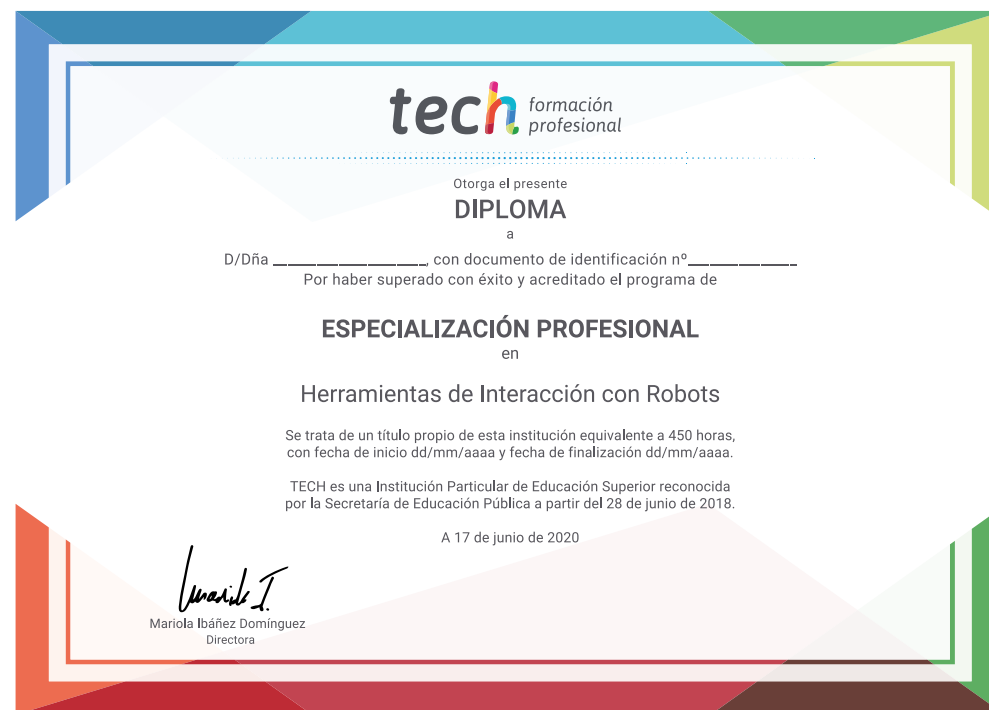 tech formación
profesional
Otorga el presente
DIPLOMA
a
D/Dña ____________________, con documento de identificación nº______________
Por haber superado con éxito y acreditado el programa de
ESPECIALIZACIÓN PROFESIONAL
en
Herramientas de Interacción con Robots
Se trata de un título propio de esta institución equivalente a 450 horas,
con fecha de inicio dd/mm/aaaa y fecha de finalización dd/mm/aaaa.
TECH es una Institución Particular de Educación Superior reconocida
por la Secretaría de Educación Pública a partir del 28 de junio de 2018.
A 17 de junio de 2020
Mariola Ibáñez Domínguez
Directora